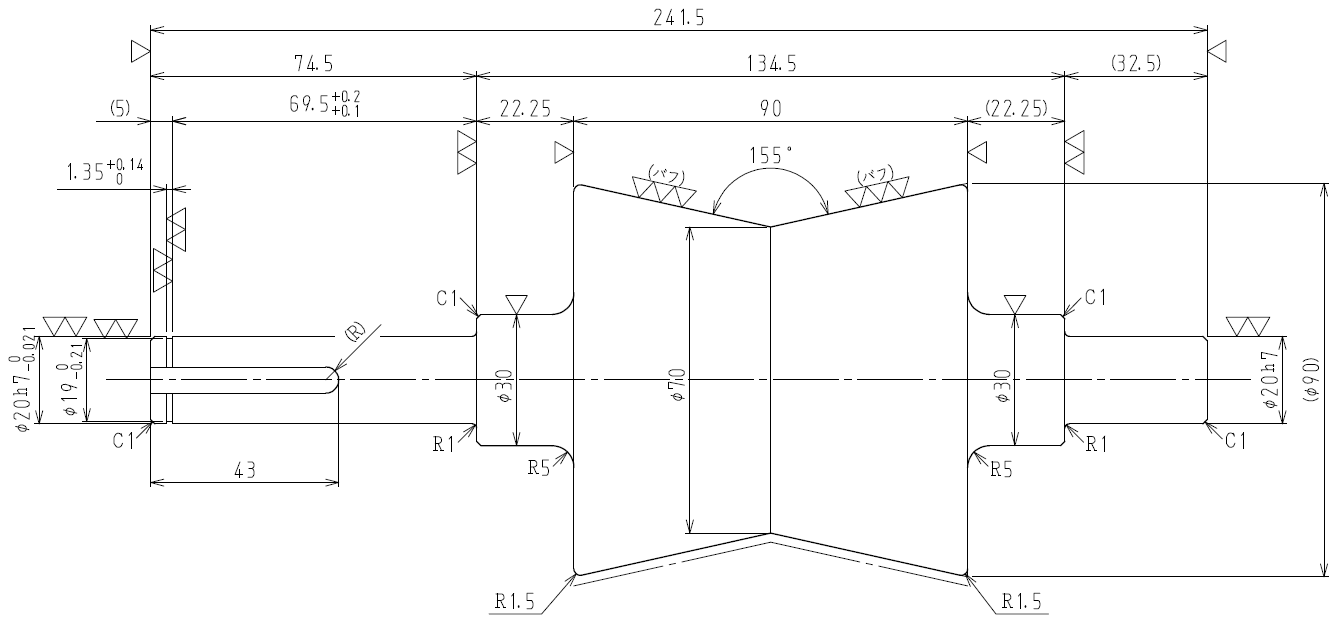 241.5
74.5
134.5
(32.5)
(5)
69.5 +0.2 +0.1
22.25
90
(22.25)
1.35 +0.14 0
155°
(バフ)
(バフ)
C1
C1
(R)
φ20h7 0 -0.021
φ19 0 -0.21
φ30
φ70
φ30
φ20h7
(φ90)
C1
R1
R1
C1
43
R5
R5
R1.5
R1.5